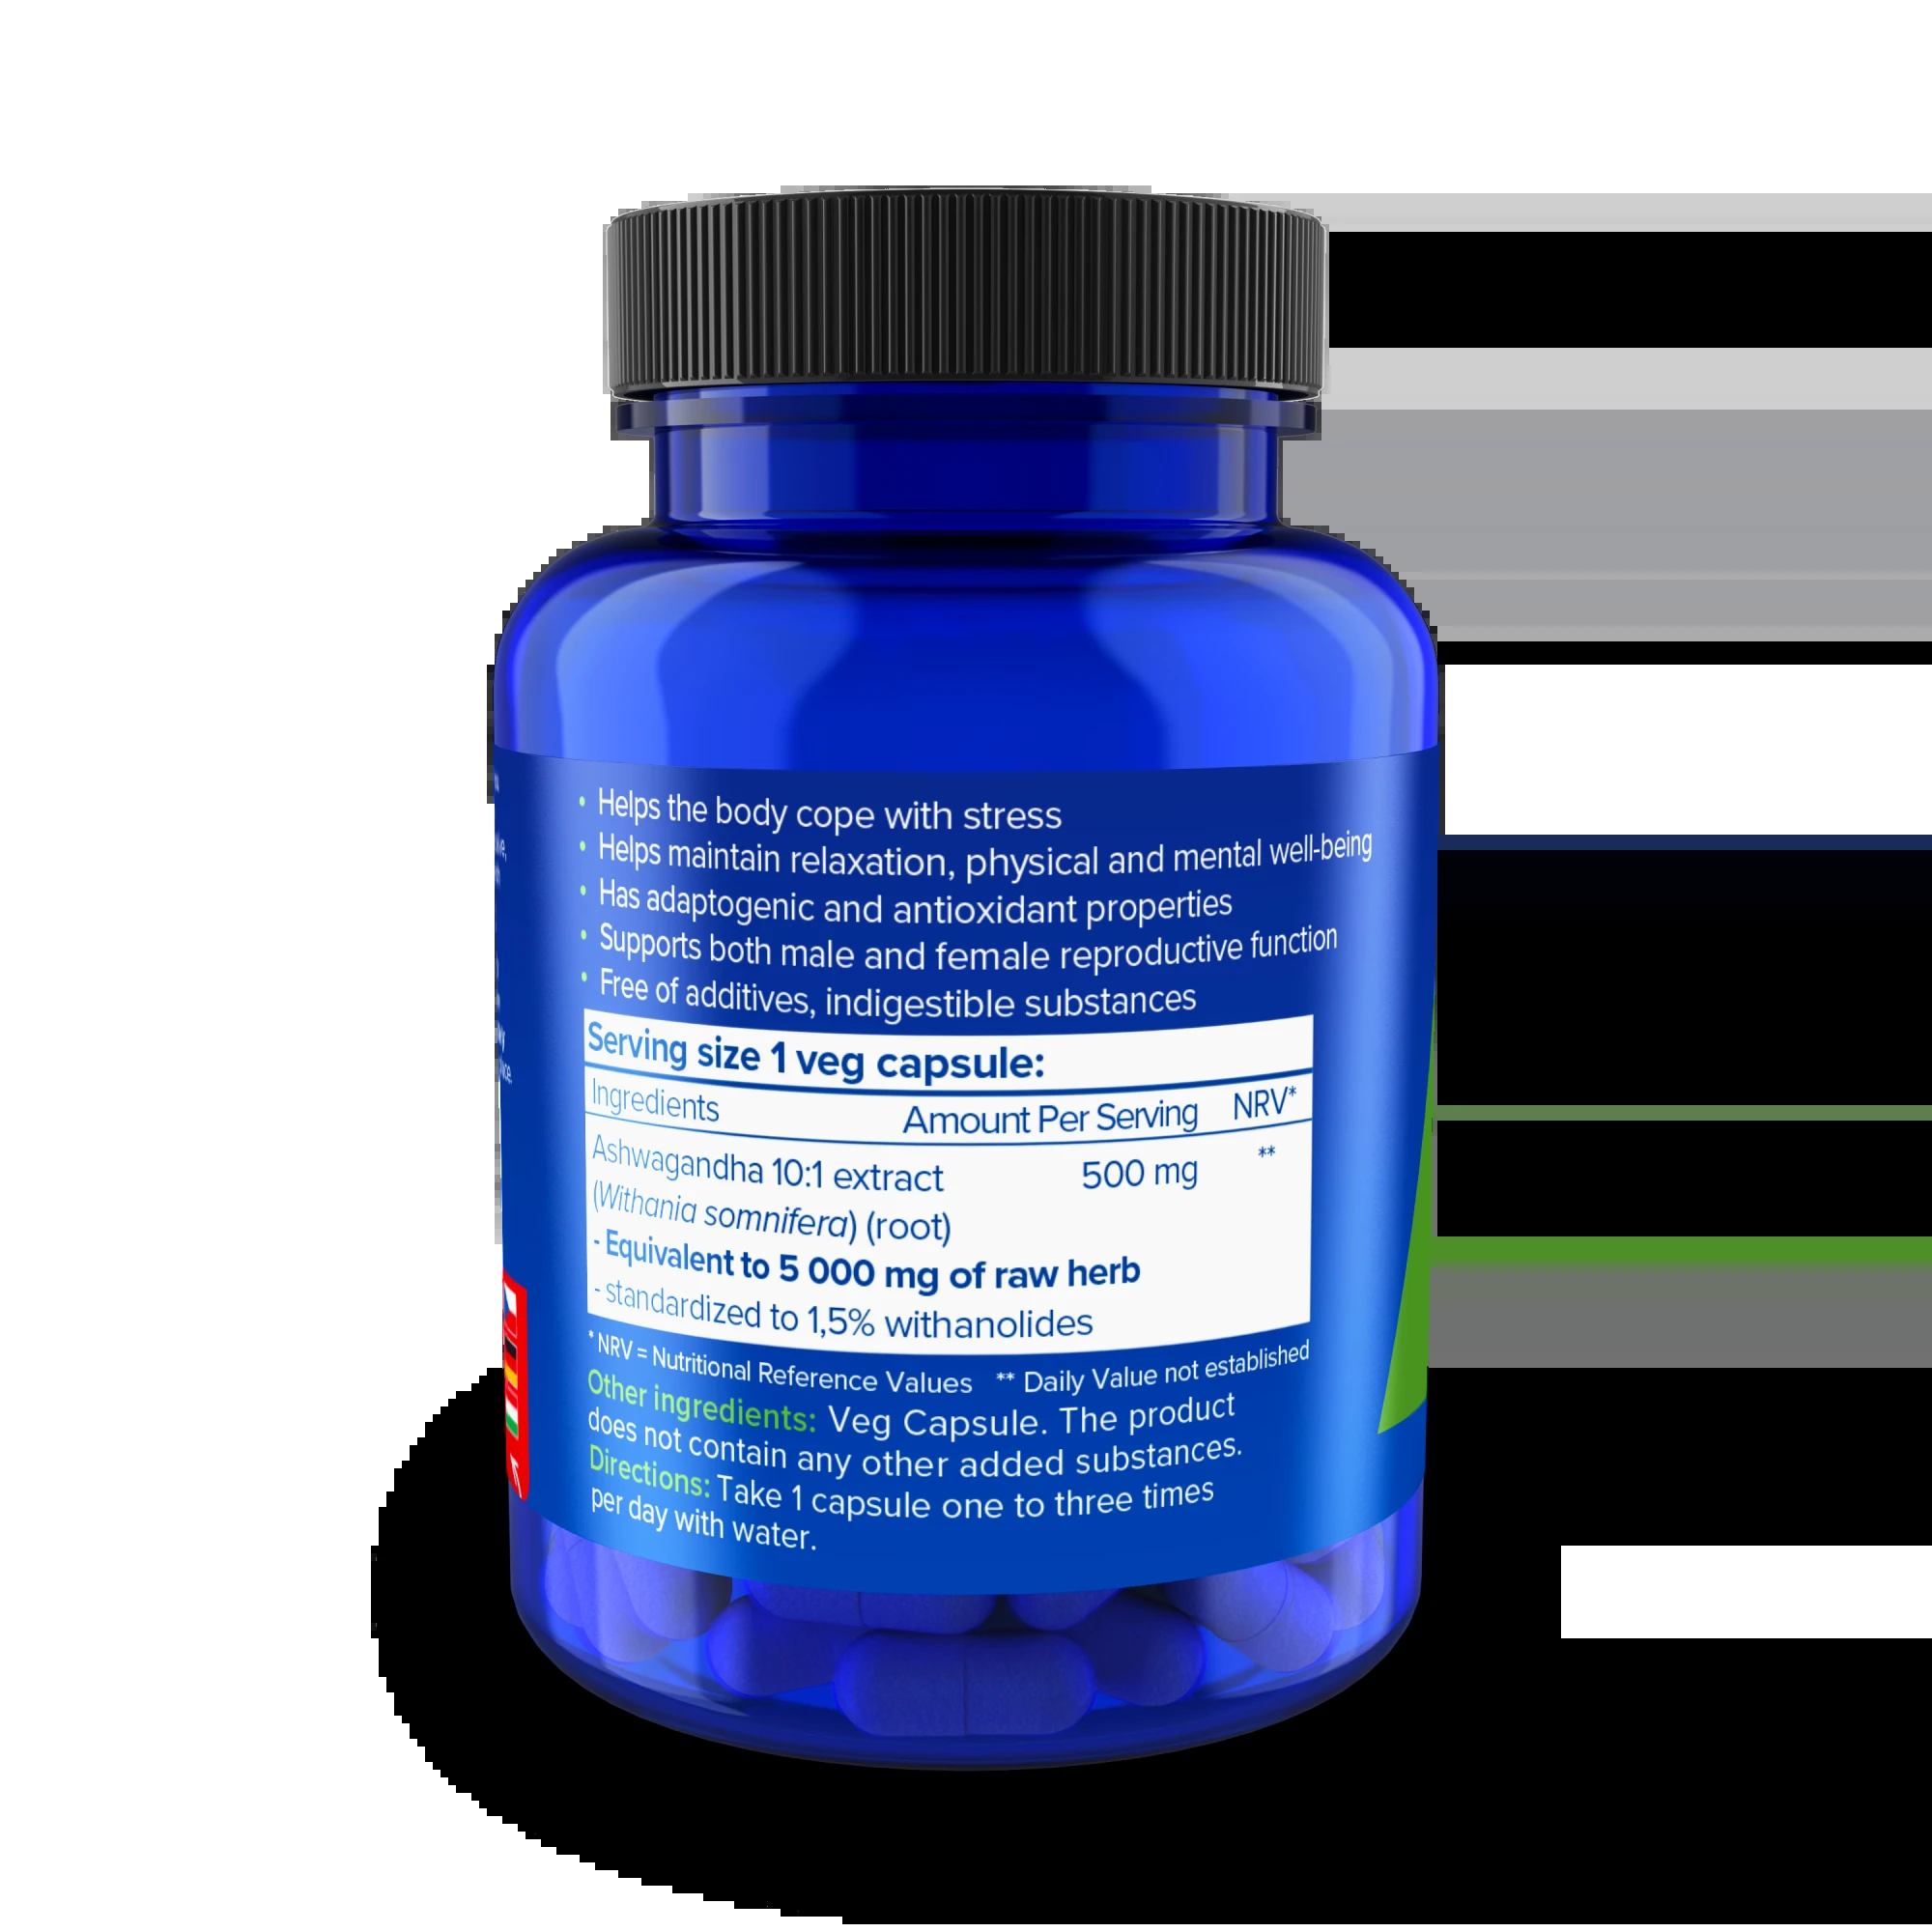 • Helps the body cope with stress
• Helps maintain relaxation, physical and mental well-being
• Has adaptogenic and antioxidant properties
• Supports both male and female reproductive function
• Free of additives, indigestible substances
Serving size 1 veg capsule:
Ingredients Amount Per Serving NRV*
Ashwagandha 10:1 extract 500 mg **
(Withania somnifera) (root)
- Equivalent to 5 000 mg of raw herb
- standardized to 1,5% withanolides
* NRV = Nutritional Reference Values ** Daily Value not established
Other ingredients: Veg Capsule. The product
does not contain any other added substances.
Directions: Take 1 capsule one to three times
per day with water.